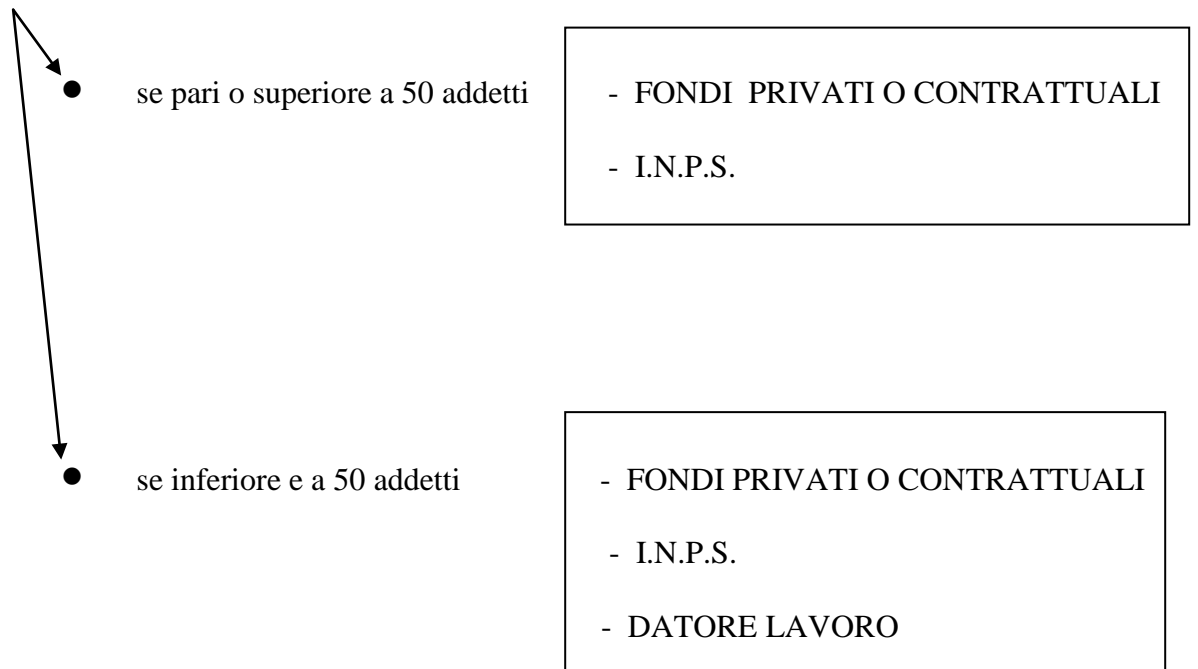 ● se pari o superiore a 50 addetti - FONDI PRIVATI O CONTRATTUALI
- I.N.P.S.
● se inferiore e a 50 addetti - FONDI PRIVATI O CONTRATTUALI
- I.N.P.S.
- DATORE LAVORO